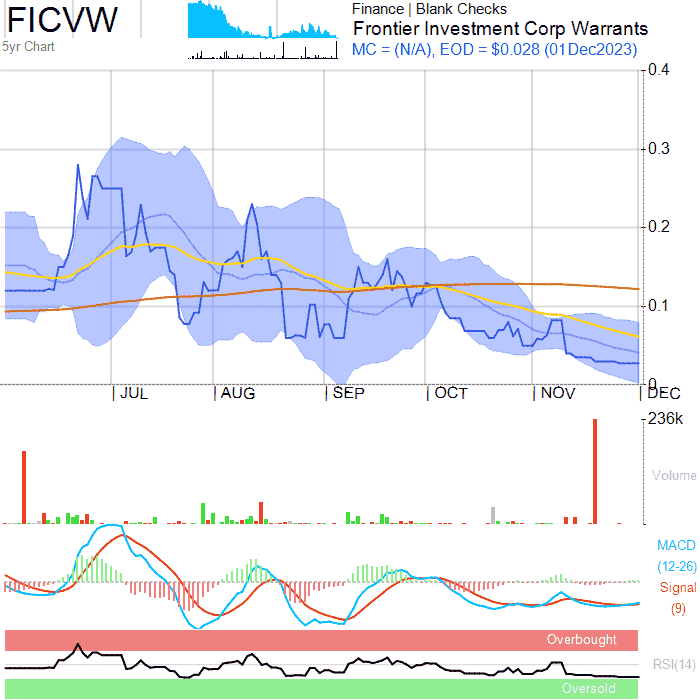 FICVW
5yr Chart
Finance | Blank Checks
Frontier Investment Corp Warrants
MC = (N/A), EOD = $0.028 (01Dec2023)
0.4
0.3
0.2
0.1
0
JUL
AUG
SEP
OCT
NOV
DEC
236k
Volume
MACD
(12-26)
Signal
(9)
Overbought
RSI(14)
Oversold